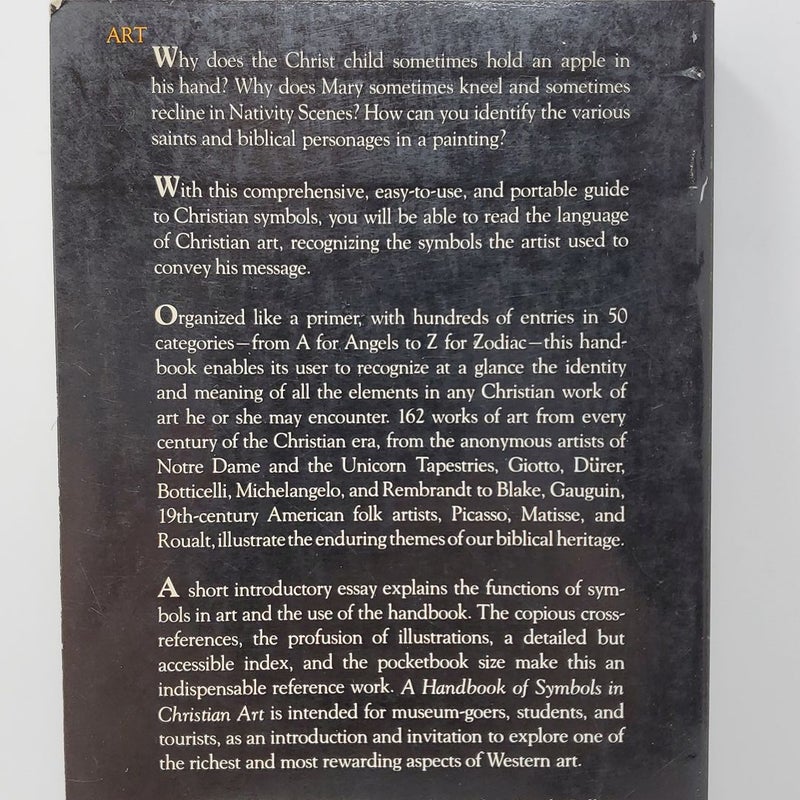 ART
Why does the Christ child sometimes hold an apple in
his hand? Why does Mary sometimes kneel and sometimes
recline in Nativity Scenes? How can you identify the various
saints and biblical personages in a painting?
With this comprehensive, easy-to-use, and portable guide
to Christian symbols, you will be able to read the language
of Christian art, recognizing the symbols the artist used to
convey his message.
Organized like a primer, with hundreds of entries in 50
categories—from A for Angels to Z for Zodiac—this hand-
book enables its user to recognize at a glance the identity
and meaning of all the elements in any Christian work of
art he or she may encounter. 162 works of art from every
century of the Christian era, from the anonymous artists of
Notre Dame and the Unicorn Tapestries, Giotto, Dürer,
Botticelli, Michelangelo, and Rembrandt to Blake, Gauguin,
19th-century American folk artists, Picasso, Matisse, and
Roualt, illustrate the enduring themes of our biblical heritage.
A short introductory essay explains the functions of sym-
bols in art and the use of the handbook. The copious cross-
references, the profusion of illustrations, a detailed but
accessible index, and the pocketbook size make this an
indispensable reference work. A Handbook of Symbols in
Christian Art is intended for museum-goers, students, and
tourists, as an introduction and invitation to explore one of
the richest and most rewarding aspects of Western art.